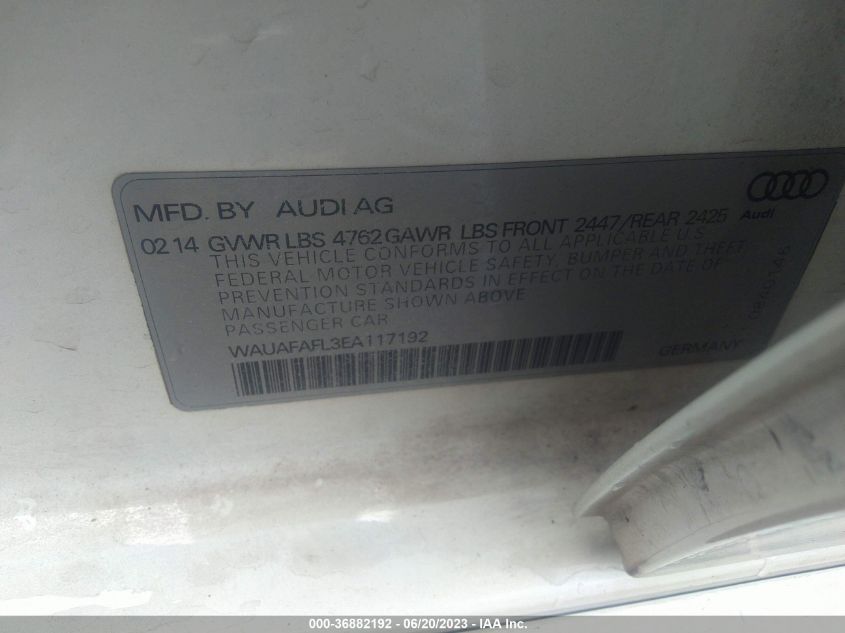 MFD. BY AUDI AG
Audi
02 14 GVWR LBS 4762 GAWR LBS FRONT 2447/REAR 2425
THIS VEHICLE CONFORMS TO ALL APPLICABLE U.S.
FEDERAL MOTOR VEHICLE SAFETY, BUMPER AND THEFT
PREVENTION STANDARDS IN EFFECT ON THE DATE OF
MANUFACTURE SHOWN ABOVE
PASSENGER CAR
WAUAFAFL3EA117192
GERMANY
000-36882192 - 06/20/2023 - IAA Inc.